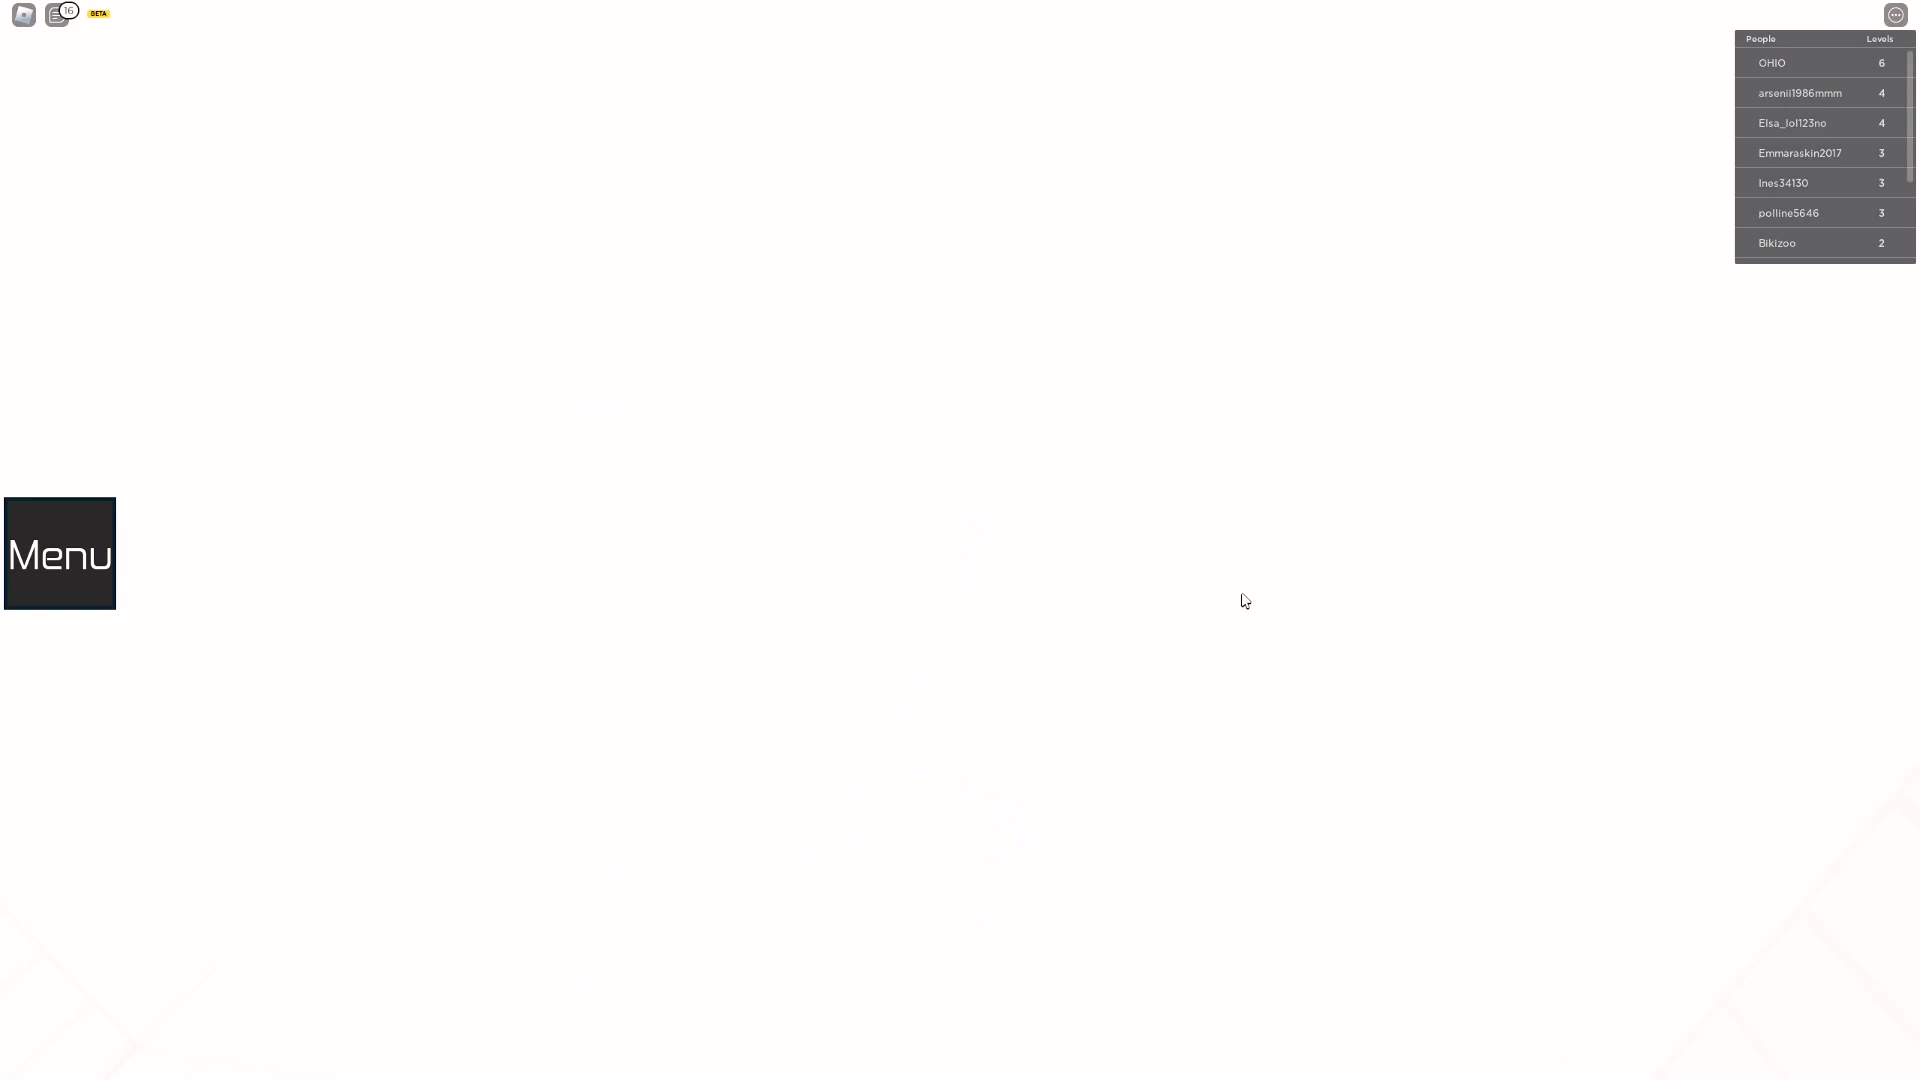 16
BETA
People Levels
OHIO 6
arsenii1986mmm 4
Elsa_lol123no 4
Emmaraskin2017 3
Ines34130 3
polline5646 3
Bikizoo 2
Menu